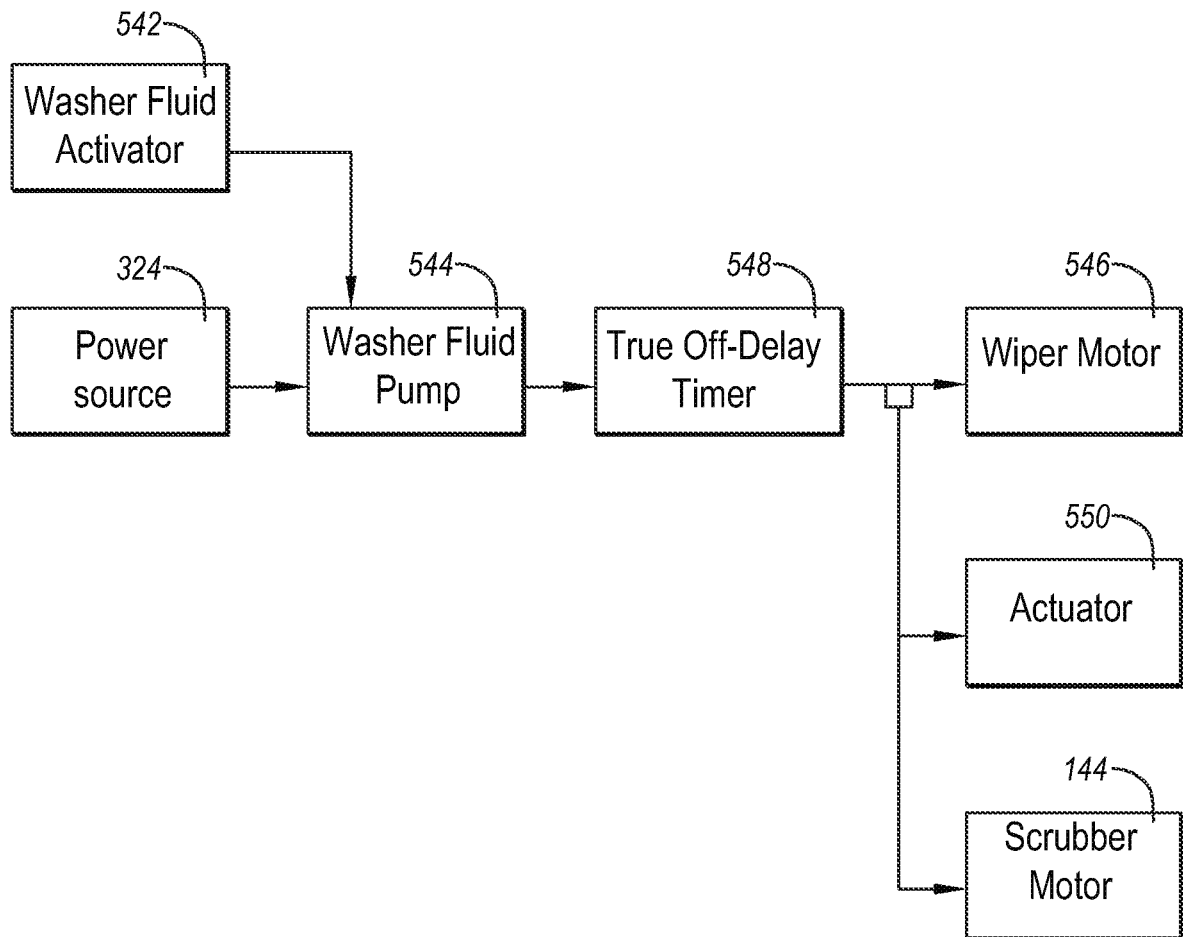 542
Washer Fluid
Activator
324
544
548
546
Power
source
Washer Fluid
Pump
True Off-Delay
Timer
Wiper Motor
550
Actuator
144
Scrubber
Motor